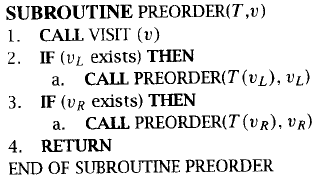 SUBROUTINE PREORDER(T,v)
1. CALL VISIT (v)
2. IF (v_L exists) THEN
a. CALL PREORDER(T(v_L), v_L)
3. IF (v_R exists) THEN
a. CALL PREORDER(T(v_R), v_R)
4. RETURN
END OF SUBROUTINE PREORDER